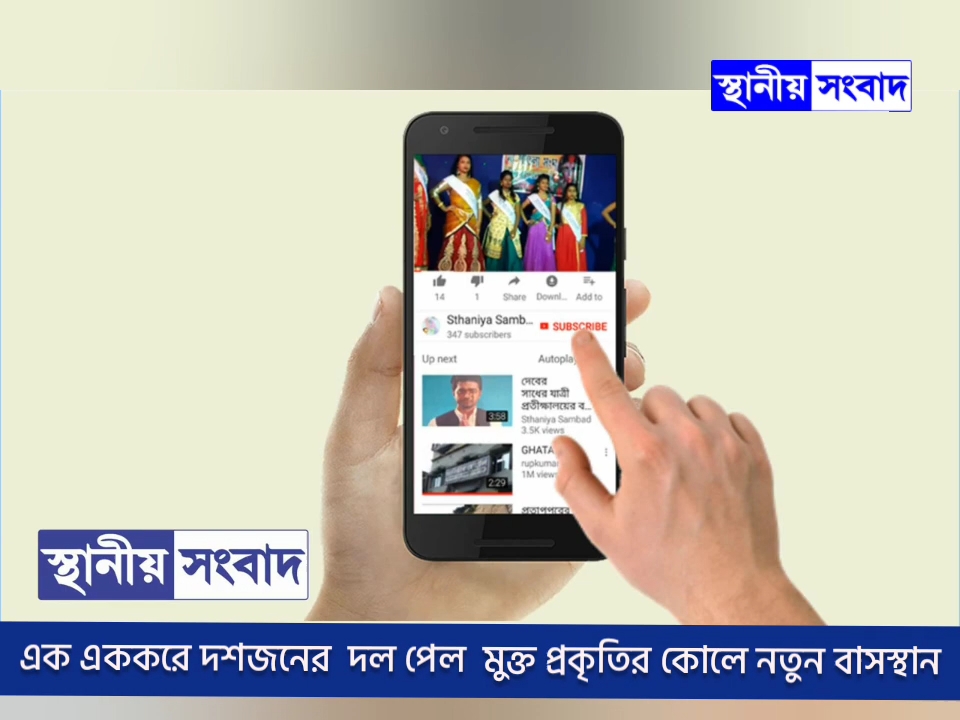 স্থানীয় সংবাদ
14 1 Share Downl... Add to
Sthaniya Samb...
SUBSCRIBE
347 subscribers
Up next
দেবের
সাধের যাত্রী
প্রতীক্ষালয়ের ব...
Sthaniya Sambad
3.5K views
3:58
GHATA
rupkumar
1M views
2:29
স্থানীয় সংবাদ
এক এককরে দশজনের দল পেল মুক্ত প্রকৃতির কোলে নতুন বাসস্থান